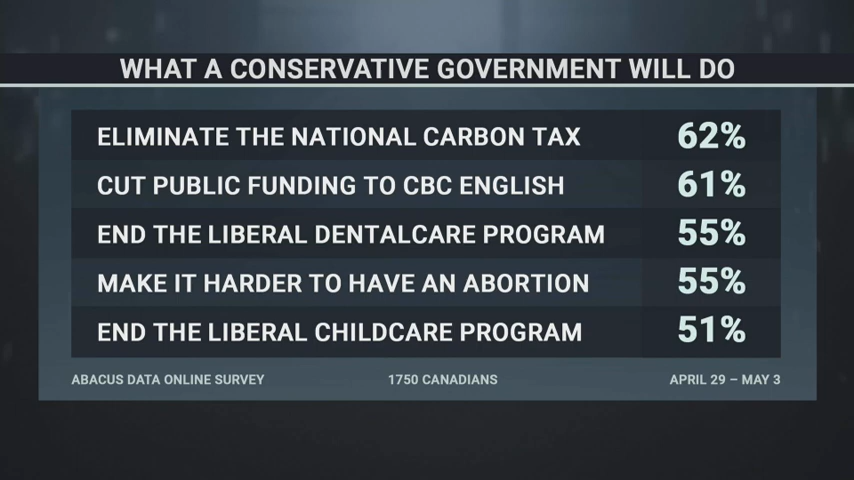 WHAT A CONSERVATIVE GOVERNMENT WILL DO
ELIMINATE THE NATIONAL CARBON TAX 62%
CUT PUBLIC FUNDING TO CBC ENGLISH 61%
END THE LIBERAL DENTALCARE PROGRAM 55%
MAKE IT HARDER TO HAVE AN ABORTION 55%
END THE LIBERAL CHILDCARE PROGRAM 51%
ABACUS DATA ONLINE SURVEY 1750 CANADIANS APRIL 29 – MAY 3